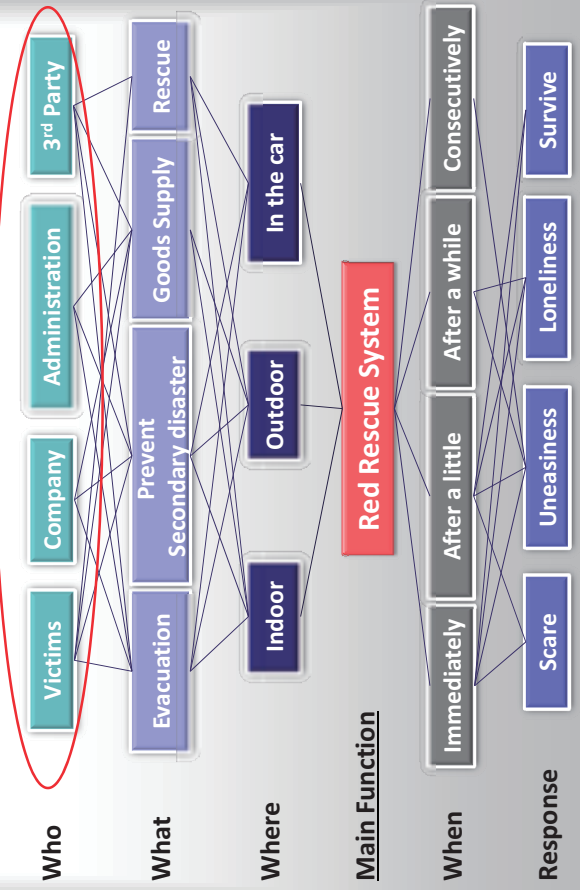 Who
Victims
Company
Administration
3rd Party
What
Evacuation
Prevent
Secondary disaster
Goods Supply
Rescue
Where
Indoor
Outdoor
In the car
Main Function
Red Rescue System
When
Immediately
After a little
After a while
Consecutively
Response
Scare
Uneasiness
Loneliness
Survive